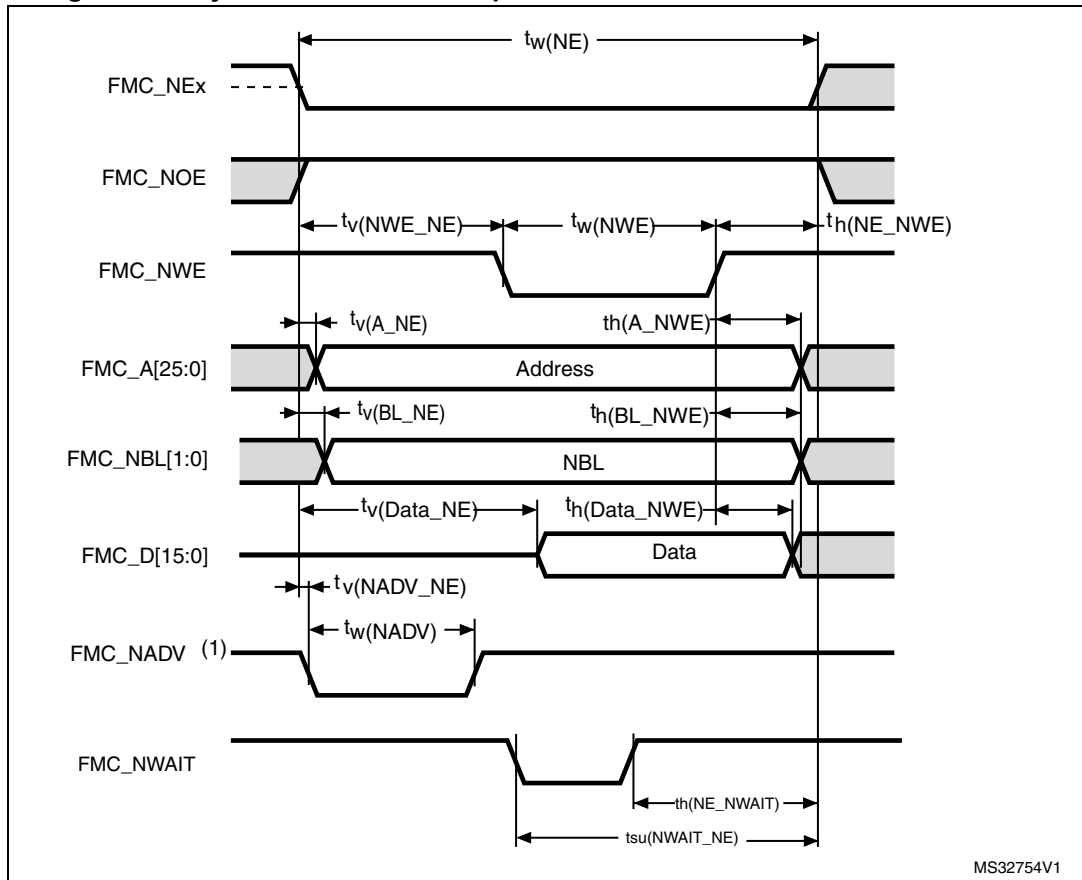 tw(NE)
FMC_NEx
FMC_NOE
tv(NWE_NE) tw(NWE) th(NE_NWE)
FMC_NWE
tv(A_NE) th(A_NWE)
FMC_A[25:0] Address
tv(BL_NE) th(BL_NWE)
FMC_NBL[1:0] NBL
tv(Data_NE) th(Data_NWE)
FMC_D[15:0] Data
tv(NADV_NE)
tw(NADV)
FMC_NADV (1)
FMC_NWAIT
th(NE_NWAIT)
tsu(NWAIT_NE)
MS32754V1